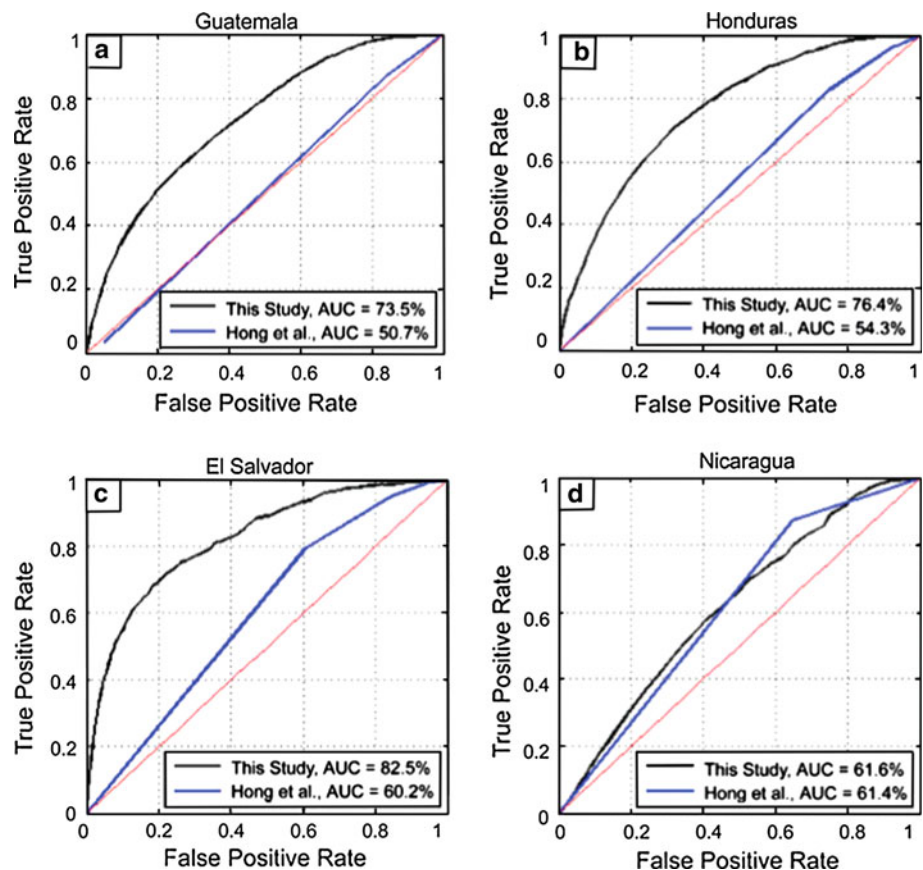 Guatemala
a
1
0.8
0.6
0.4
0.2
0
True Positive Rate
This Study, AUC = 73.5%
Hong et al., AUC = 50.7%
0 0.2 0.4 0.6 0.8 1
False Positive Rate
Honduras
b
1
0.8
0.6
0.4
0.2
0
True Positive Rate
This Study, AUC = 76.4%
Hong et al., AUC = 54.3%
0 0.2 0.4 0.6 0.8 1
False Positive Rate
El Salvador
c
1
0.8
0.6
0.4
0.2
0
True Positive Rate
This Study, AUC = 82.5%
Hong et al., AUC = 60.2%
0 0.2 0.4 0.6 0.8 1
False Positive Rate
Nicaragua
d
1
0.8
0.6
0.4
0.2
0
True Positive Rate
This Study, AUC = 61.6%
Hong et al., AUC = 61.4%
0 0.2 0.4 0.6 0.8 1
False Positive Rate